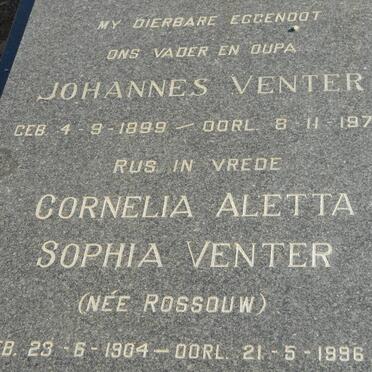 MY DIERBARE EGGENOOT
ONS VADER EN OUPA
JOHANNES VENTER
GEB. 4-9-1899 — OORL. 8-11-197
RUS IN VREDE
CORNELIA ALETTA
SOPHIA VENTER
(NÉE ROSSOUW)
EB. 23-6-1904 — OORL. 21-5-1996